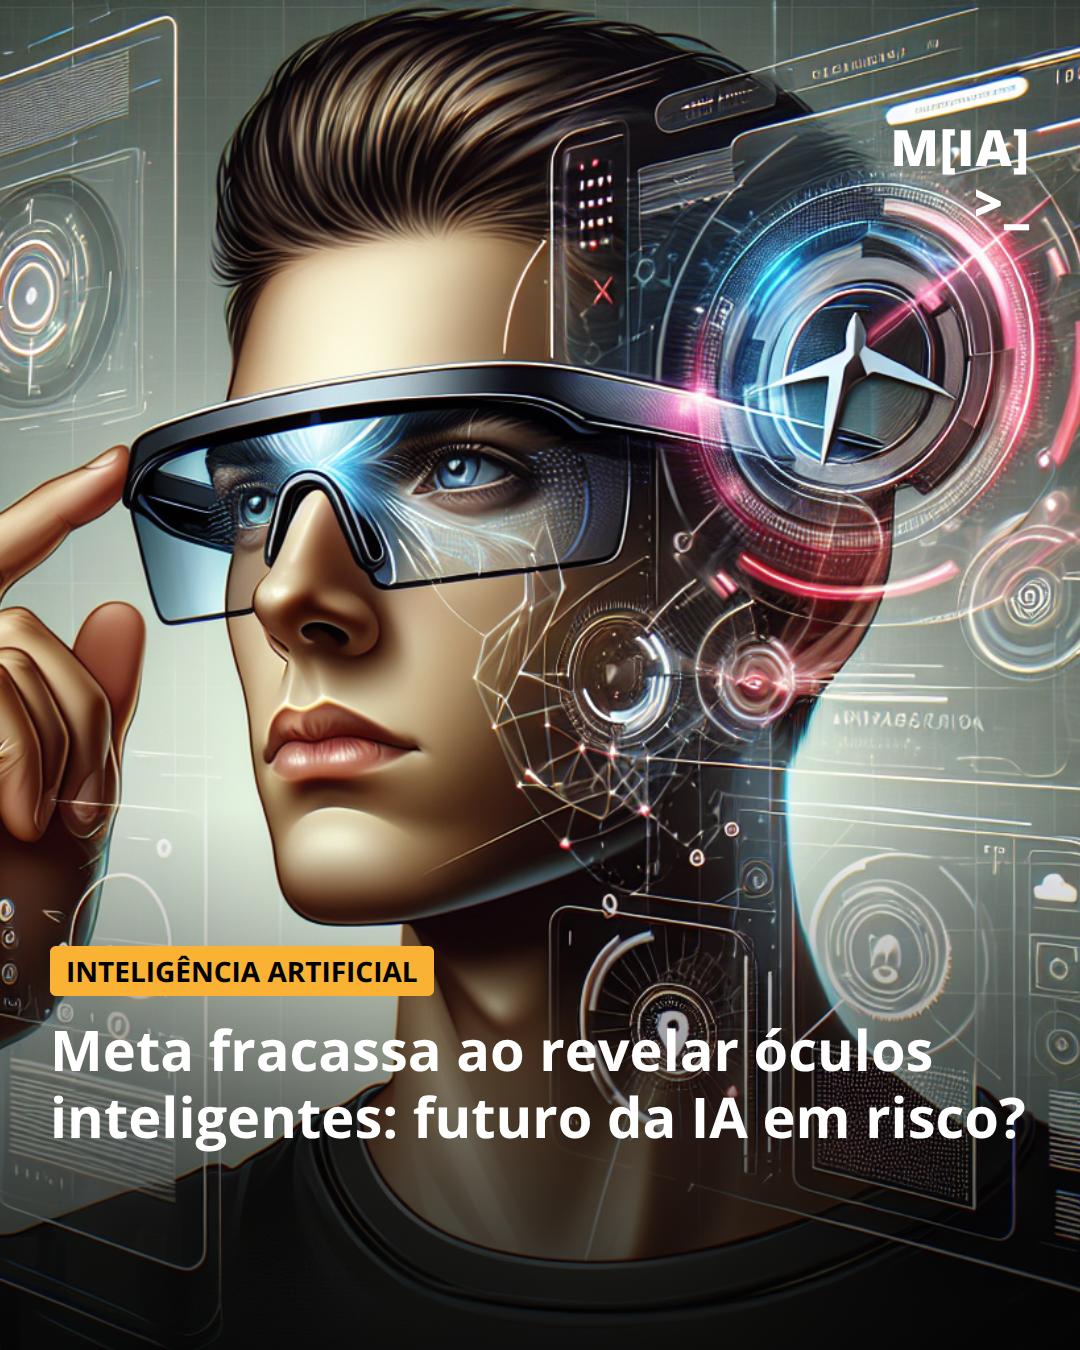 M[IA]
>_
INTELIGÊNCIA ARTIFICIAL
Meta fracassa ao revelar óculos
inteligentes: futuro da IA em risco?